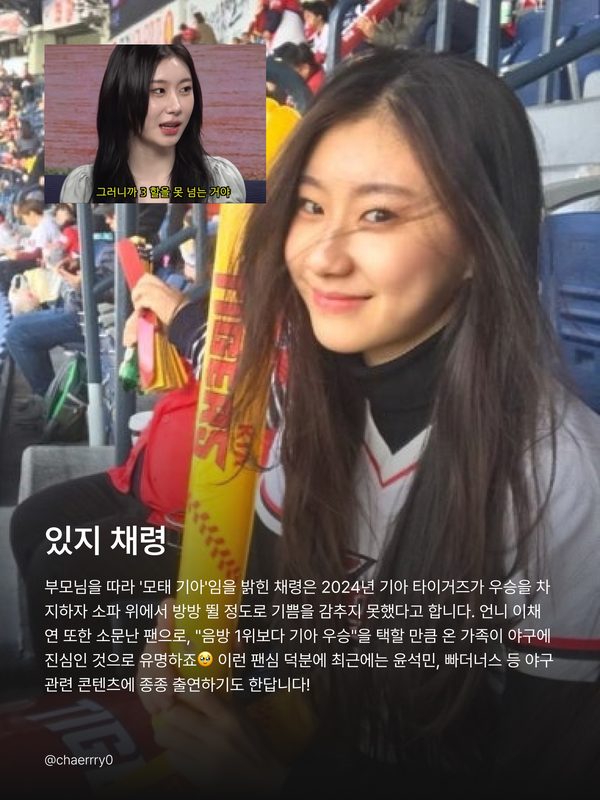 그러니까 3 할을 못 넘는 거야
TIGERS
KIA
있지 채령
부모님을 따라 '모태 기아'임을 밝힌 채령은 2024년 기아 타이거즈가 우승을 차
지하자 소파 위에서 방방 뛸 정도로 기쁨을 감추지 못했다고 합니다. 언니 이채
연 또한 소문난 팬으로, "음방 1위보다 기아 우승"을 택할 만큼 온 가족이 야구에
진심인 것으로 유명하죠🥹 이런 팬심 덕분에 최근에는 윤석민, 빠더너스 등 야구
관련 콘텐츠에 종종 출연하기도 한답니다!
@chaerrry0